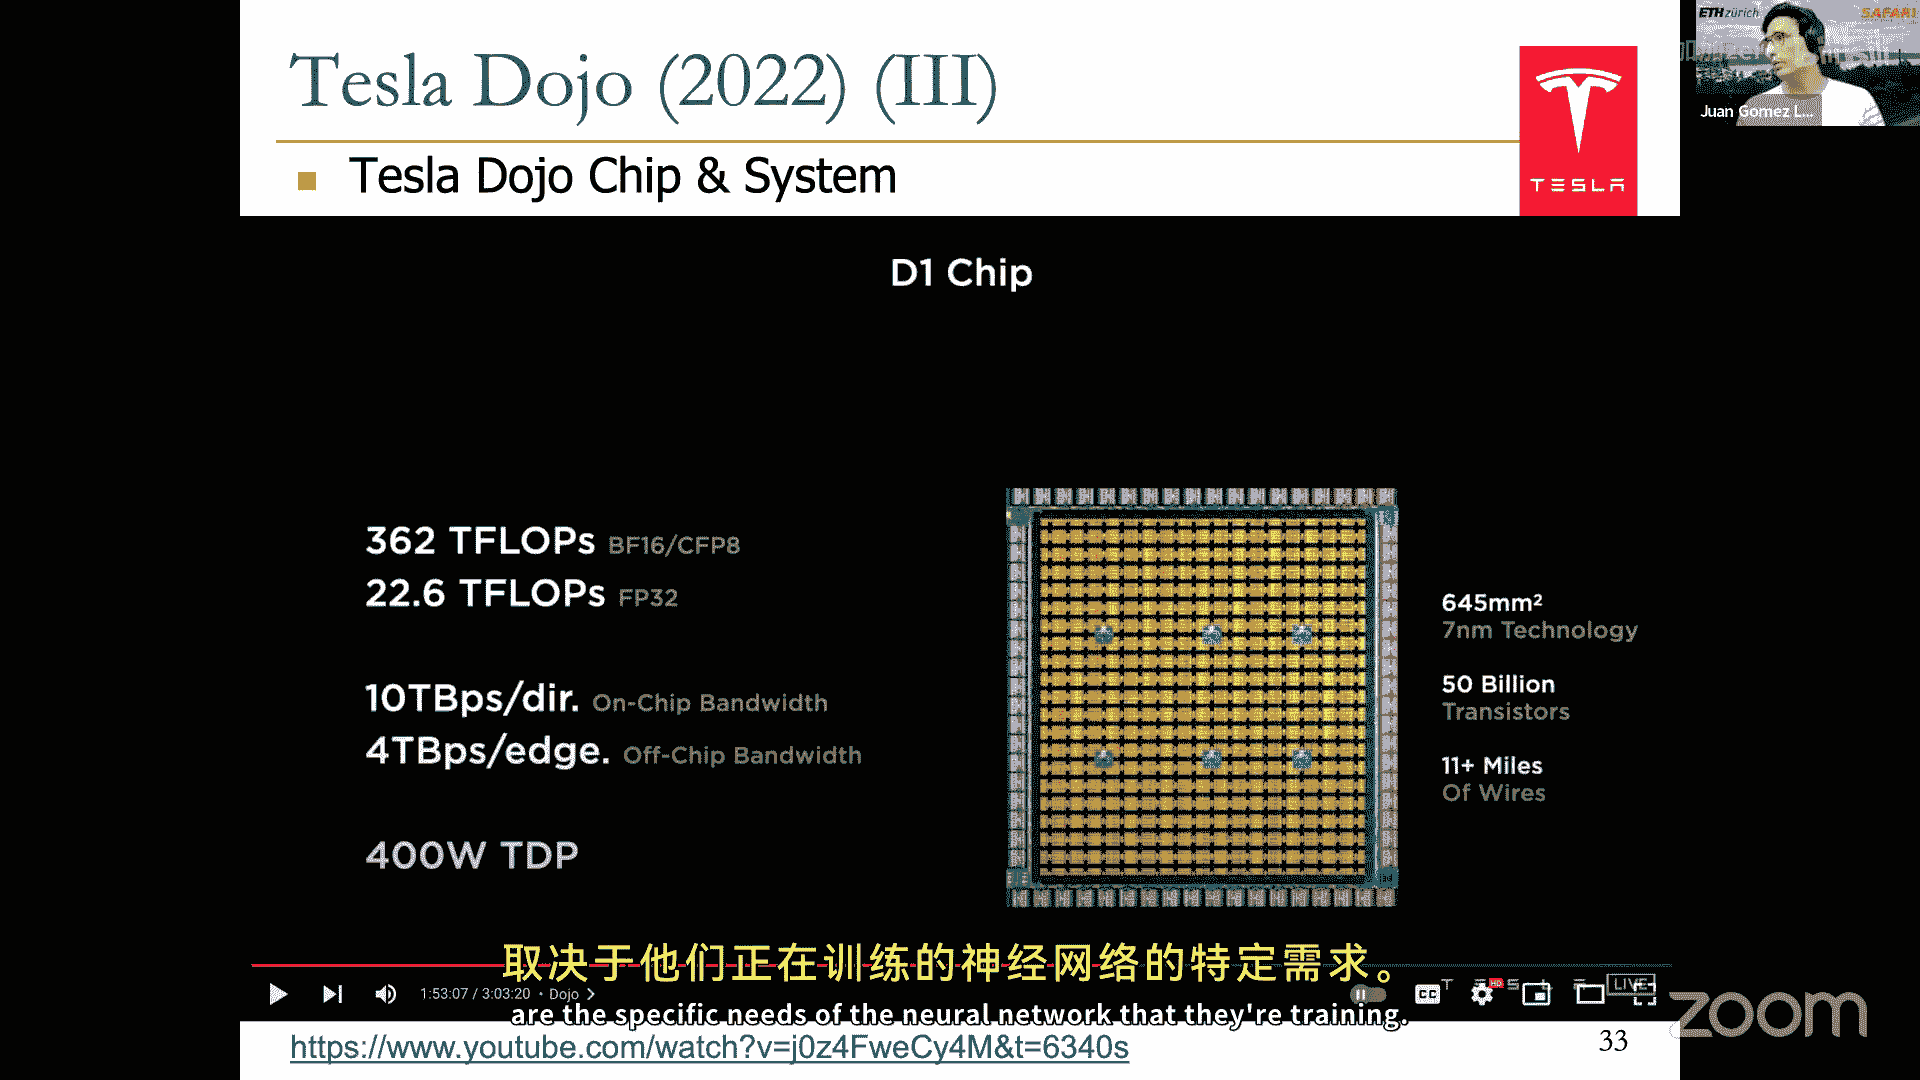 Tesla Dojo (2022) (III)
Tesla Dojo Chip & System
TESLA
ETH zürich
SAFARI
Juan Gomez L...
D1 Chip
362 TFLOPs BF16/CFP8
22.6 TFLOPs FP32
10TBps/dir. On-Chip Bandwidth
4TBps/edge. Off-Chip Bandwidth
400W TDP
645mm²
7nm Technology
50 Billion
Transistors
11+ Miles
Of Wires
取决于他们正在训练的神经网络的特定需求。
1:53:07 / 3:03:20 • Dojo >
CC
HD
LIVE
are the specific needs of the neural network that they're training.
https://www.youtube.com/watch?v=j0z4FweCy4M&t=6340s
33
zoom